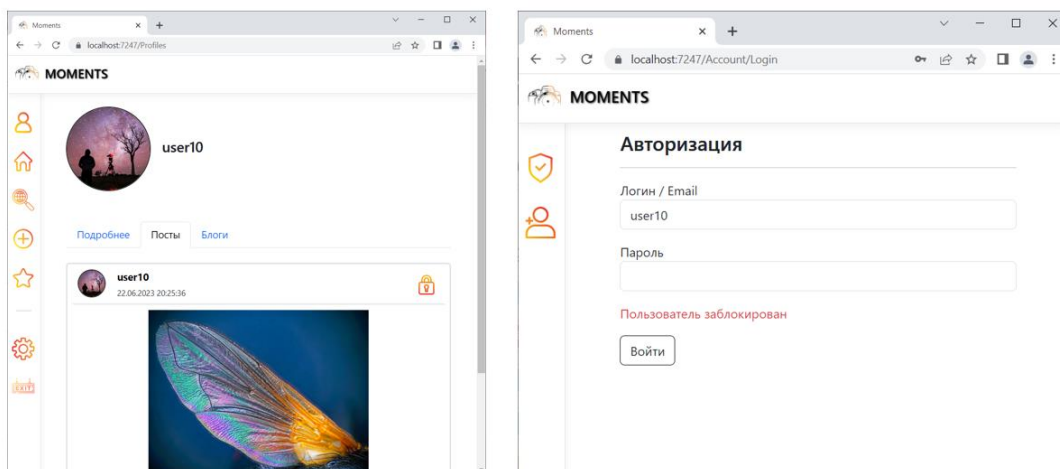 Moments
localhost:7247/Profiles
MOMENTS
user10
Подробнее Посты Блоги
user10
22.06.2023 20:25:36
EXIT
Moments
localhost:7247/Account/Login
MOMENTS
Авторизация
Логин / Email
user10
Пароль
Пользователь заблокирован
Войти